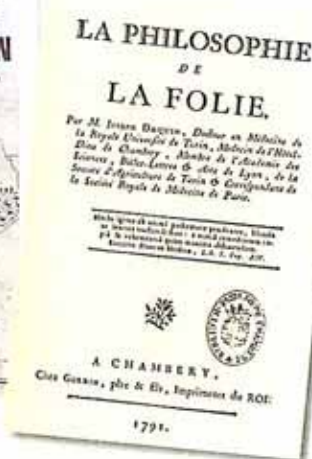 N
LA PHILOSOPHIE
DE
LA FOLIE.
Par M. Joseph Daquin, Docteur en Médecine de
la Royale Université de Turin, Médecin de l'Hôtel-
Dieu de Chambery, Membre de l'Académie des
Sciences, Belles-Lettres & Arts de Lyon, de la
Société d'Agriculture de Turin & Correspondant de
la Société Royale de Médecine de Paris.
A CHAMBERY,
Chez Gorrin, père & fils, Imprimeurs du ROI.
1791.